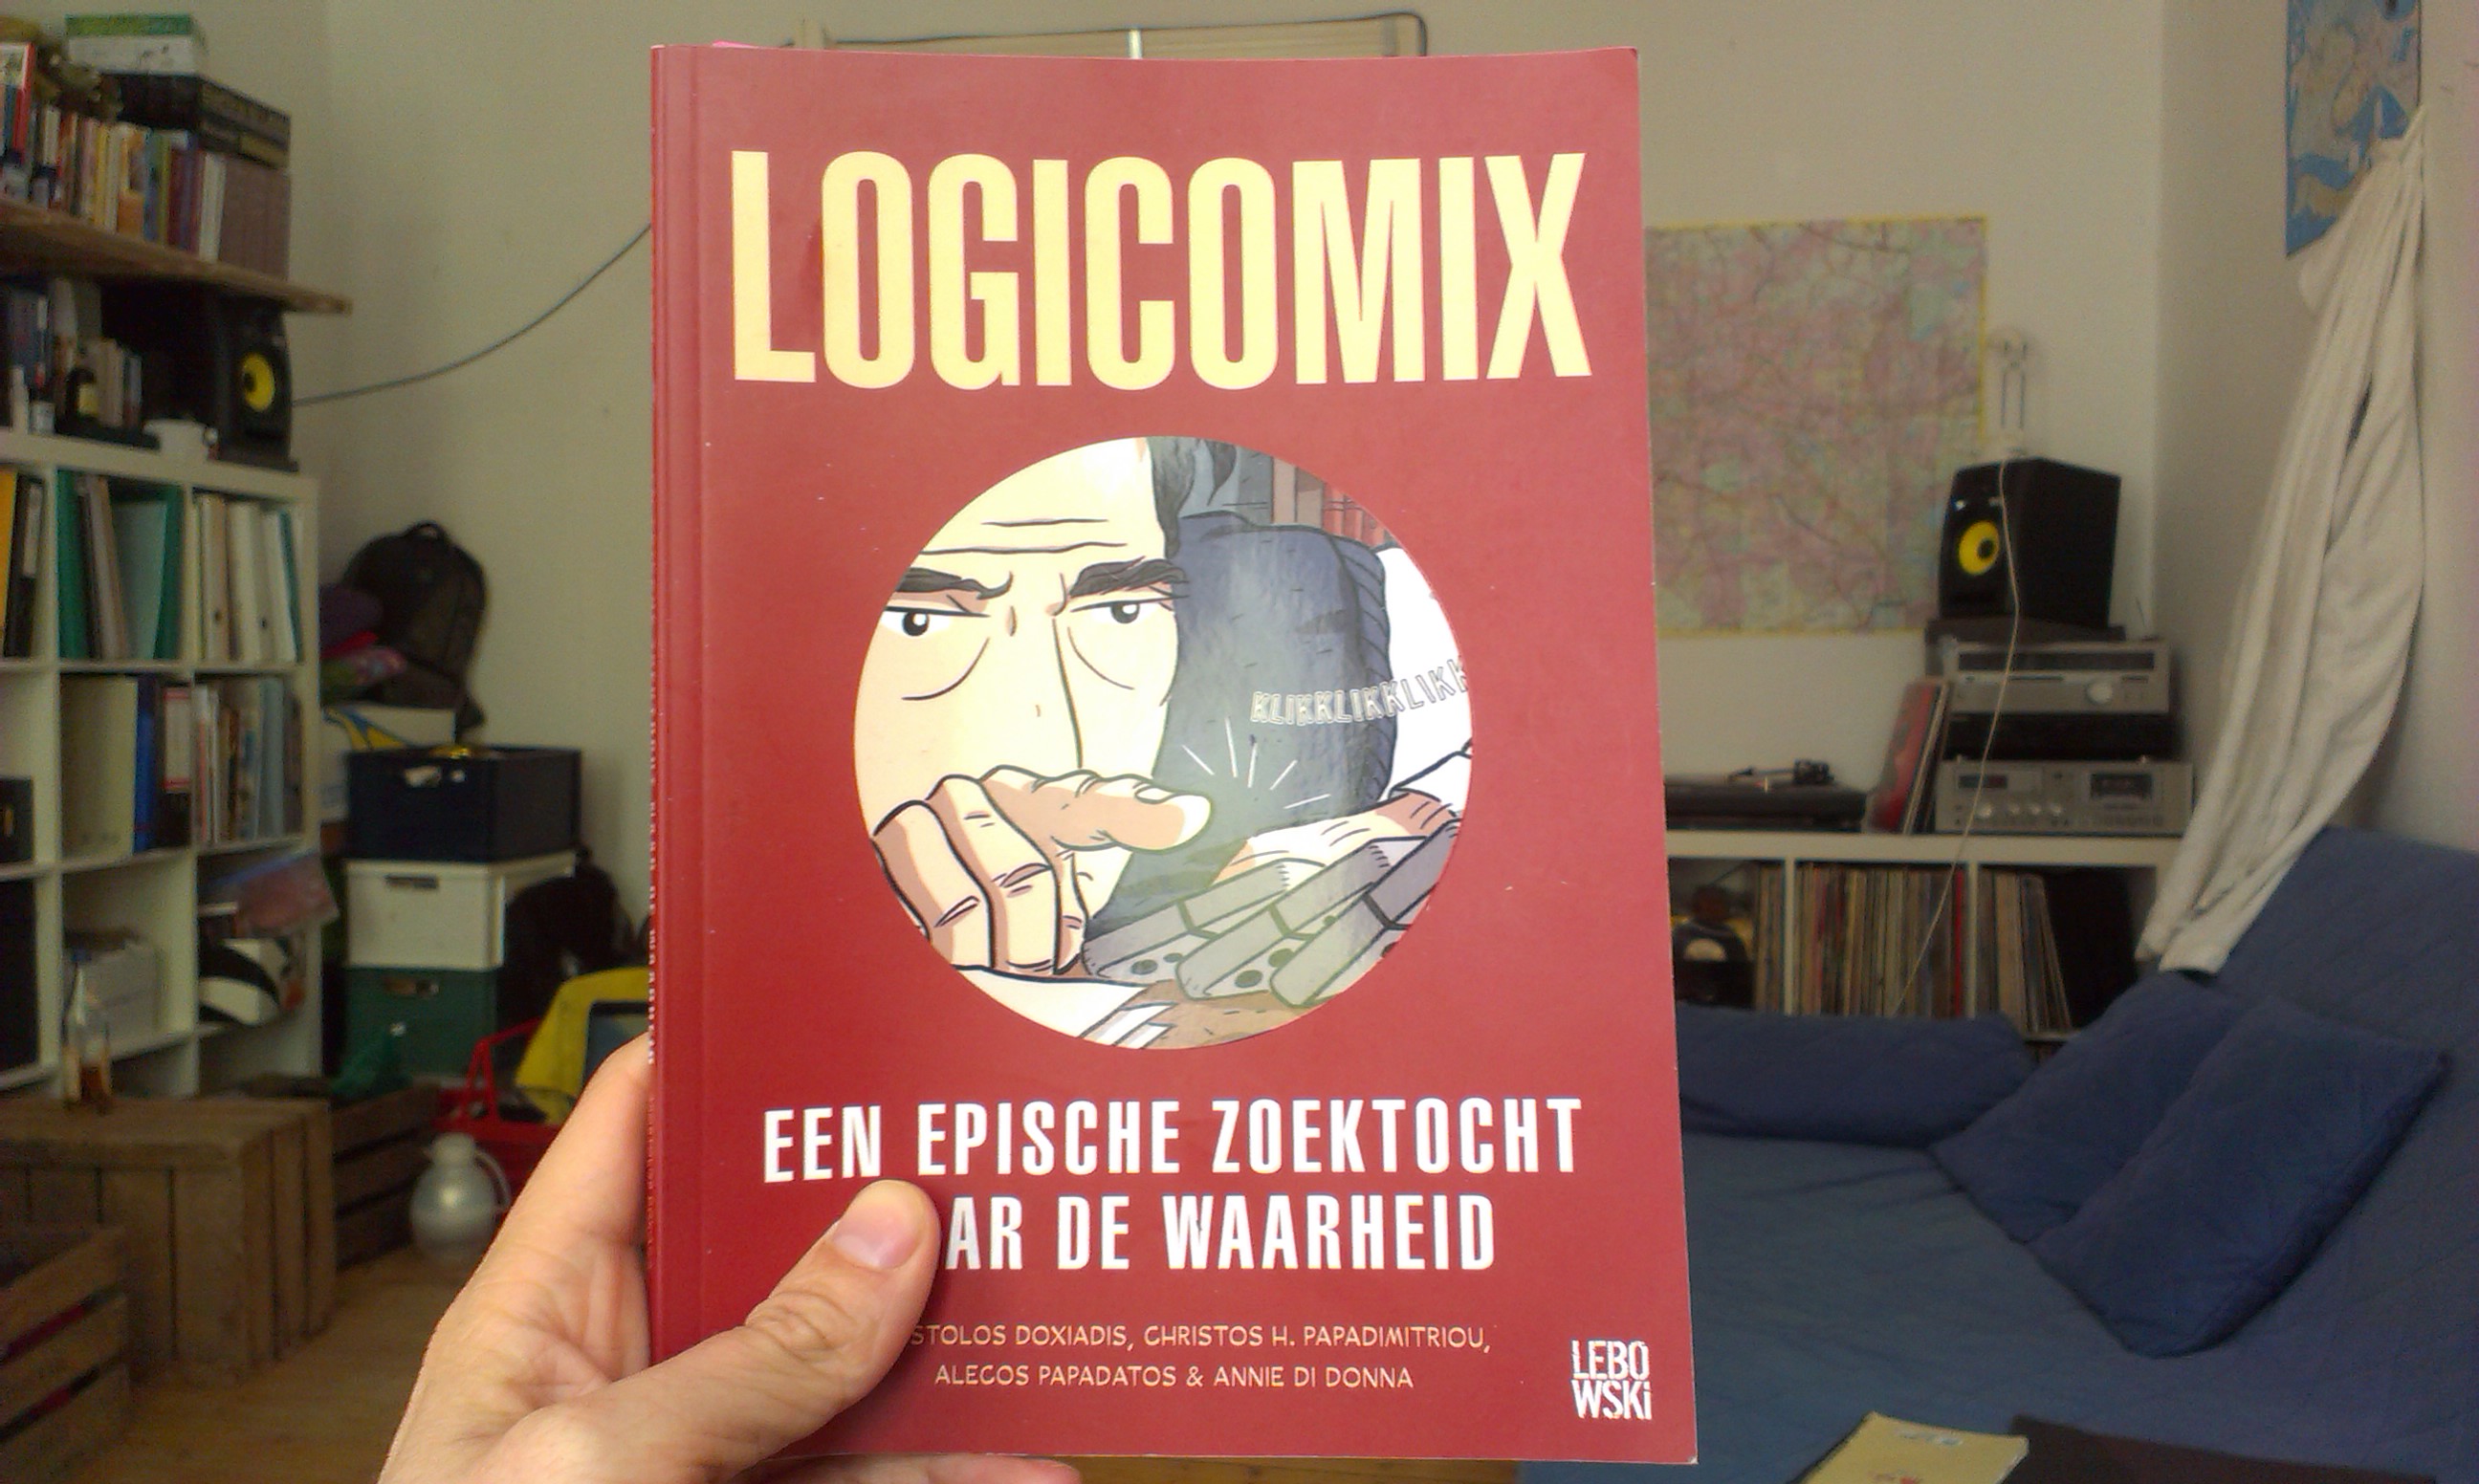 LOGICOMIX
KLIKKLIKKLIKK
EEN EPISCHE ZOEKTOCHT
AR DE WAARHEID
STOLOS DOXIADIS, CHRISTOS H. PAPADIMITRIOU,
ALECOS PAPADATOS & ANNIE DI DONNA
LEBO
WSKi